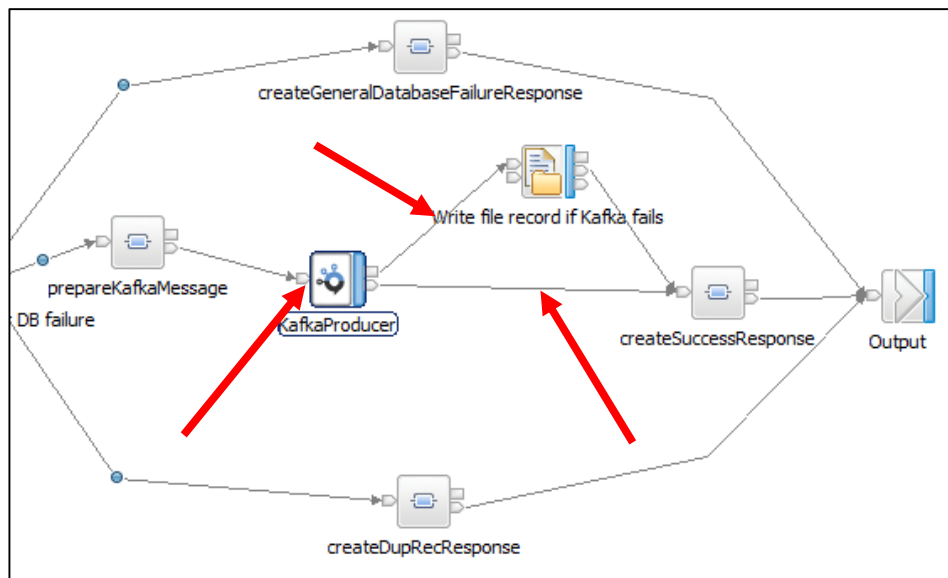 createGeneralDatabaseFailureResponse
Write file record if Kafka fails
prepareKafkaMessage
DB failure
KafkaProducer
createSuccessResponse
Output
createDupRecResponse